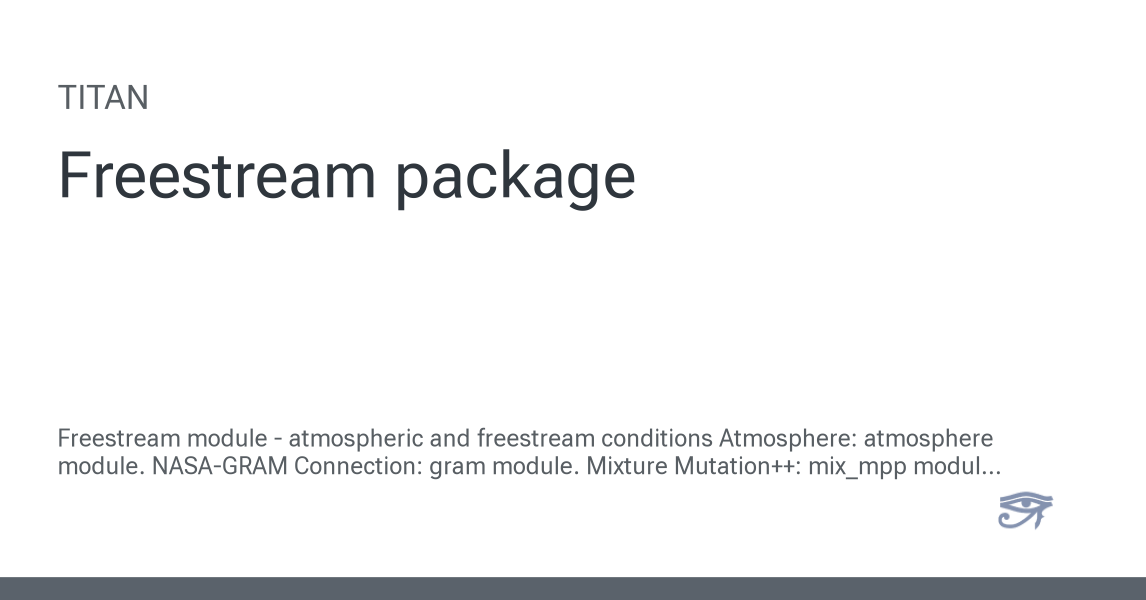 TITAN
Freestream package
Freestream module - atmospheric and freestream conditions Atmosphere: atmosphere
module. NASA-GRAM Connection: gram module. Mixture Mutation++: mix_mpp modul...